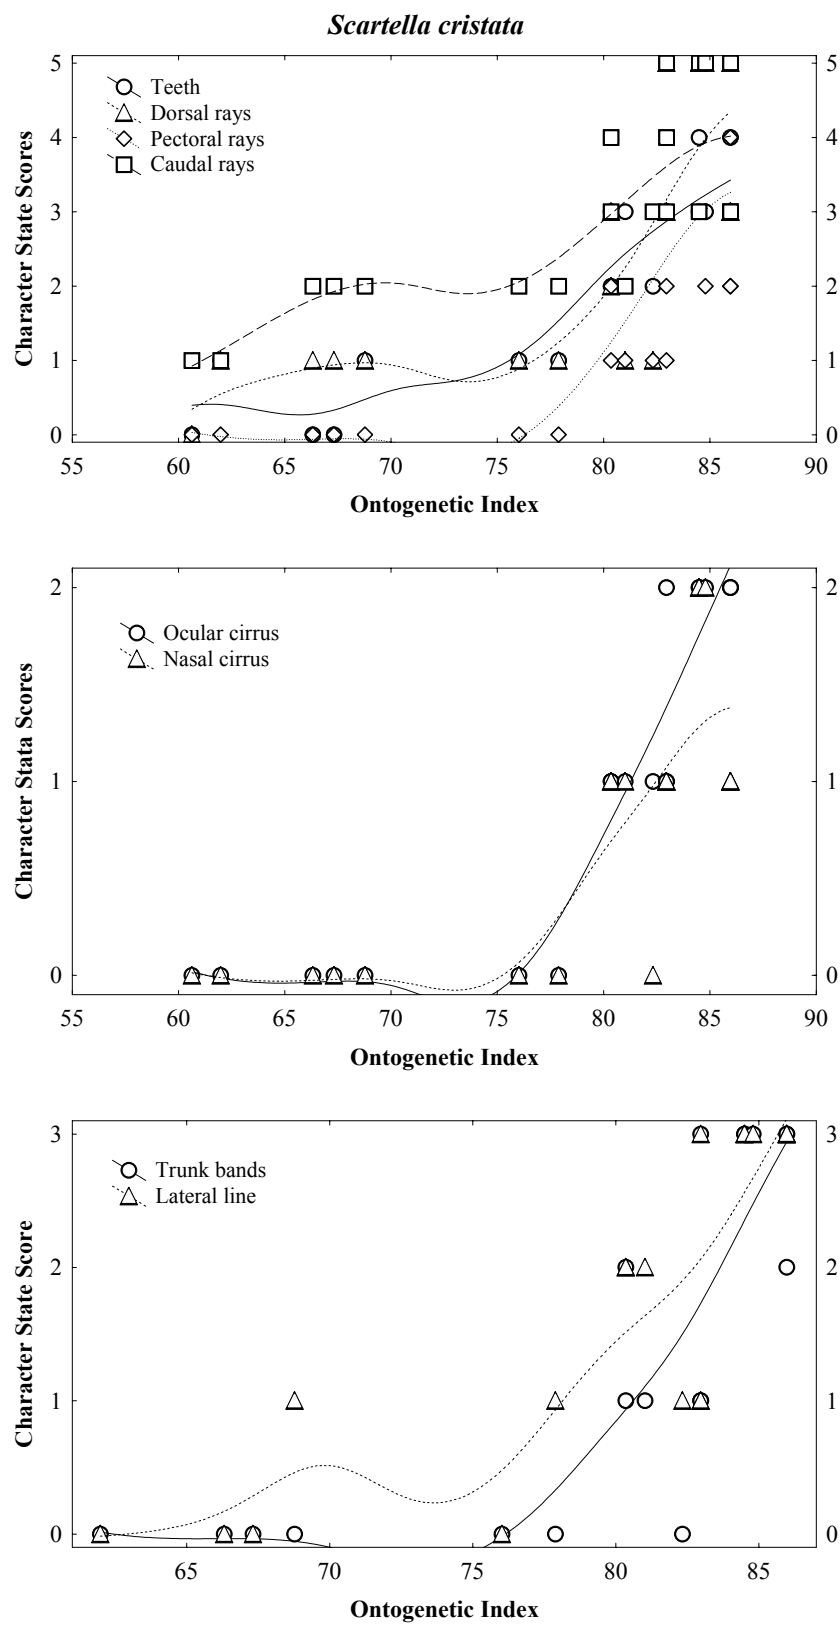 Scartella cristata
5
4
3
2
1
0
Character State Scores
Teeth
Dorsal rays
Pectoral rays
Caudal rays
5
4
3
2
1
0
55 60 65 70 75 80 85 90
Ontogenetic Index
2
1
0
Character Stata Scores
Ocular cirrus
Nasal cirrus
2
1
0
55 60 65 70 75 80 85 90
Ontogenetic Index
3
2
1
0
Character State Score
Trunk bands
Lateral line
3
2
1
0
65 70 75 80 85
Ontogenetic Index